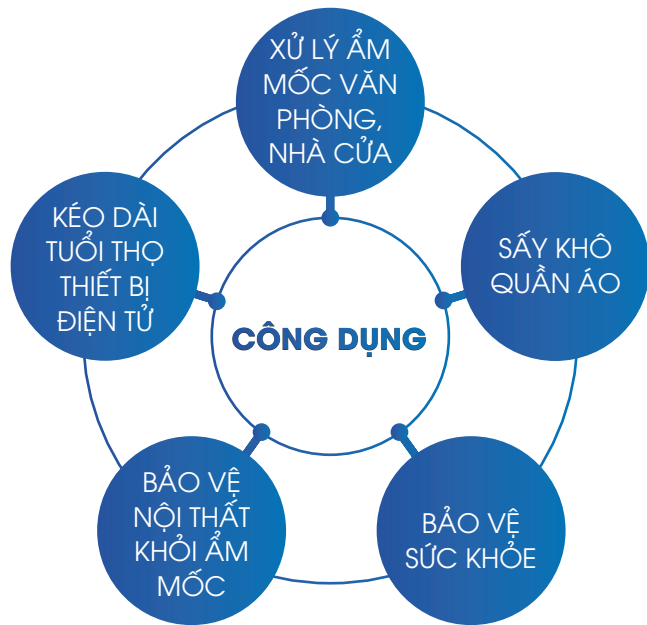 XỬ LÝ ẨM
MỐC VĂN
PHÒNG,
NHÀ CỬA
KÉO DÀI
TUỔI THỌ
THIẾT BỊ
ĐIỆN TỬ
SẤY KHÔ
QUẦN ÁO
CÔNG DỤNG
BẢO VỆ
NỘI THẤT
KHỎI ẨM
MỐC
BẢO VỆ
SỨC KHỎE